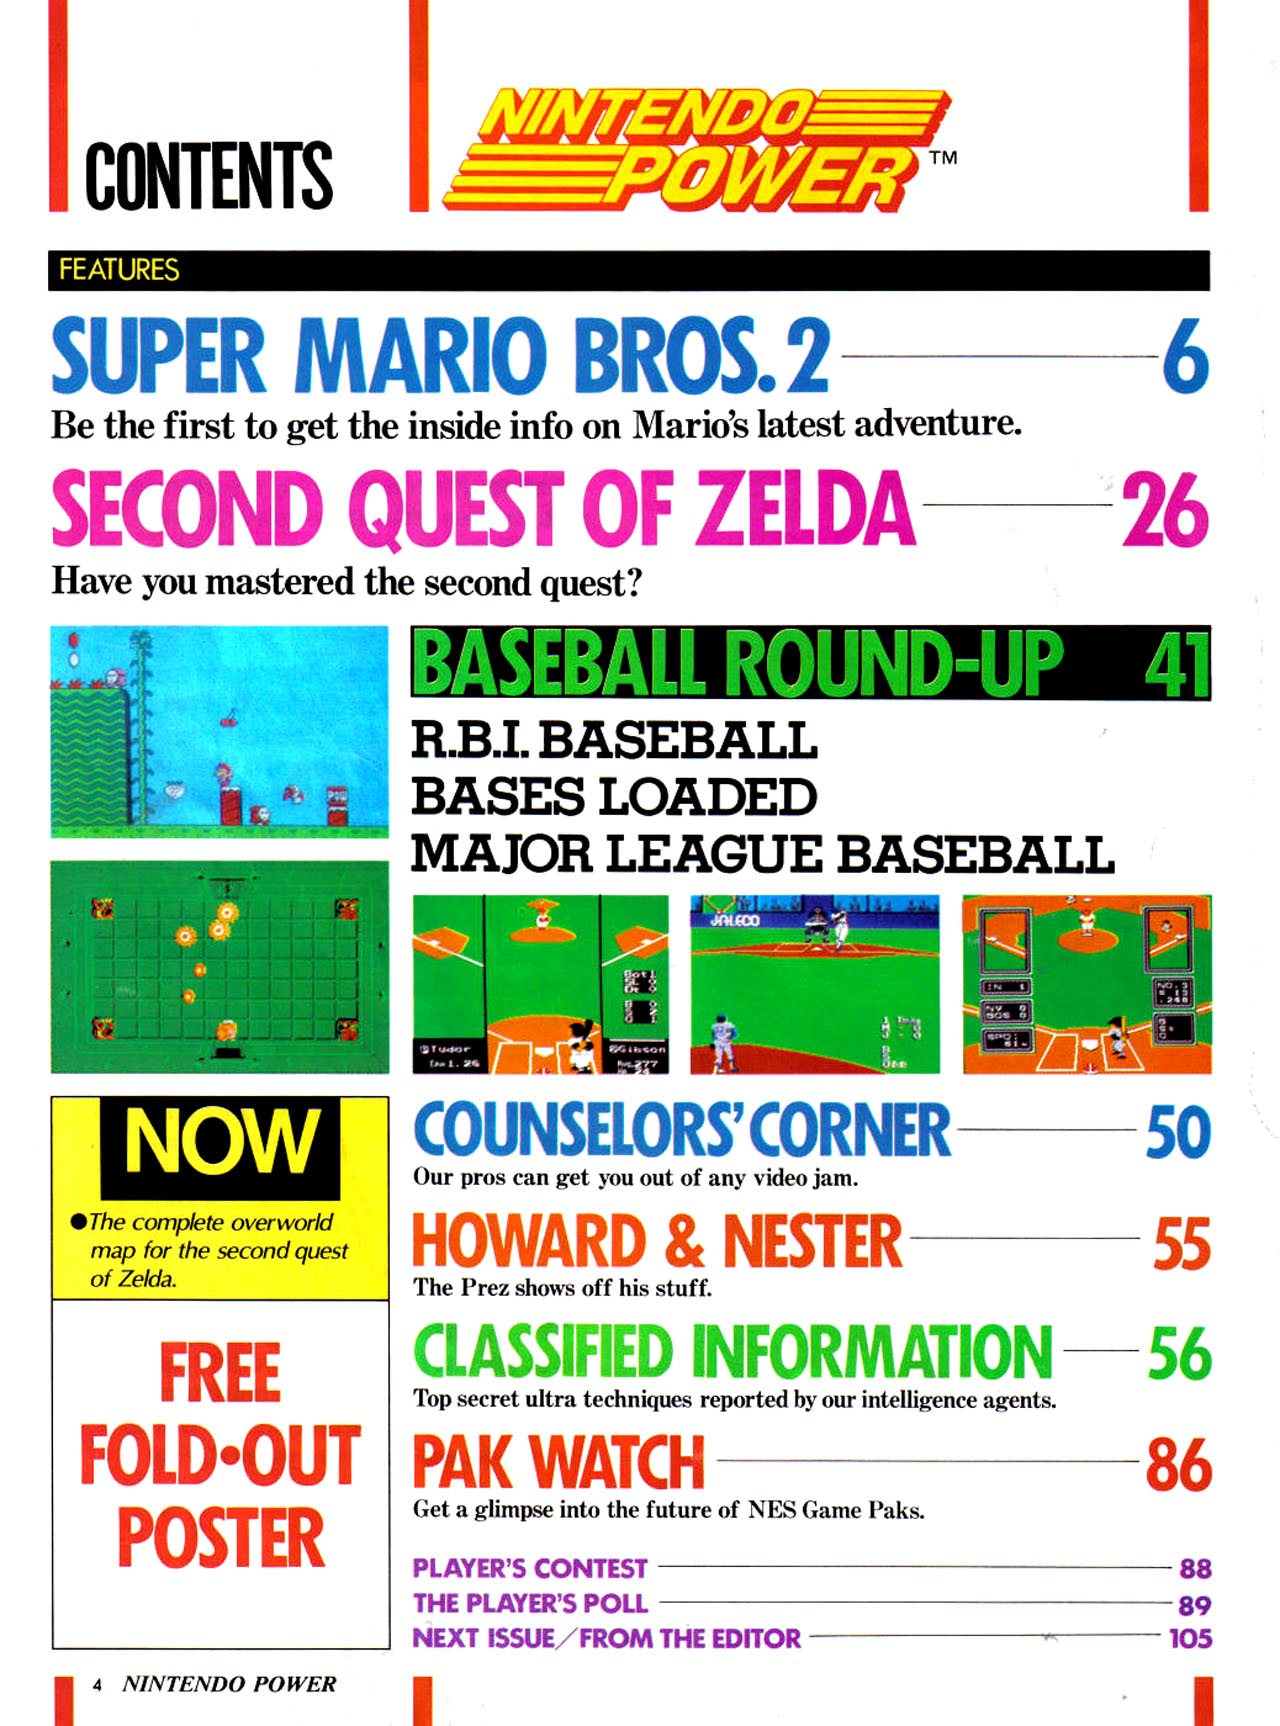 CONTENTS
NINTENDO
POWER™
FEATURES
SUPER MARIO BROS. 2 6
Be the first to get the inside info on Mario's latest adventure.
SECOND QUEST OF ZELDA 26
Have you mastered the second quest?
POW
BASEBALL ROUND-UP 41
R.B.I. BASEBALL
BASES LOADED
MAJOR LEAGUE BASEBALL
Tudor
Gibson
JALECO
NOW
●The complete overworld
map for the second quest
of Zelda.
FREE
FOLD•OUT
POSTER
COUNSELORS' CORNER 50
Our pros can get you out of any video jam.
HOWARD & NESTER 55
The Prez shows off his stuff.
CLASSIFIED INFORMATION 56
Top secret ultra techniques reported by our intelligence agents.
PAK WATCH 86
Get a glimpse into the future of NES Game Paks.
PLAYER'S CONTEST 88
THE PLAYER'S POLL 89
NEXT ISSUE/FROM THE EDITOR 105
4 NINTENDO POWER